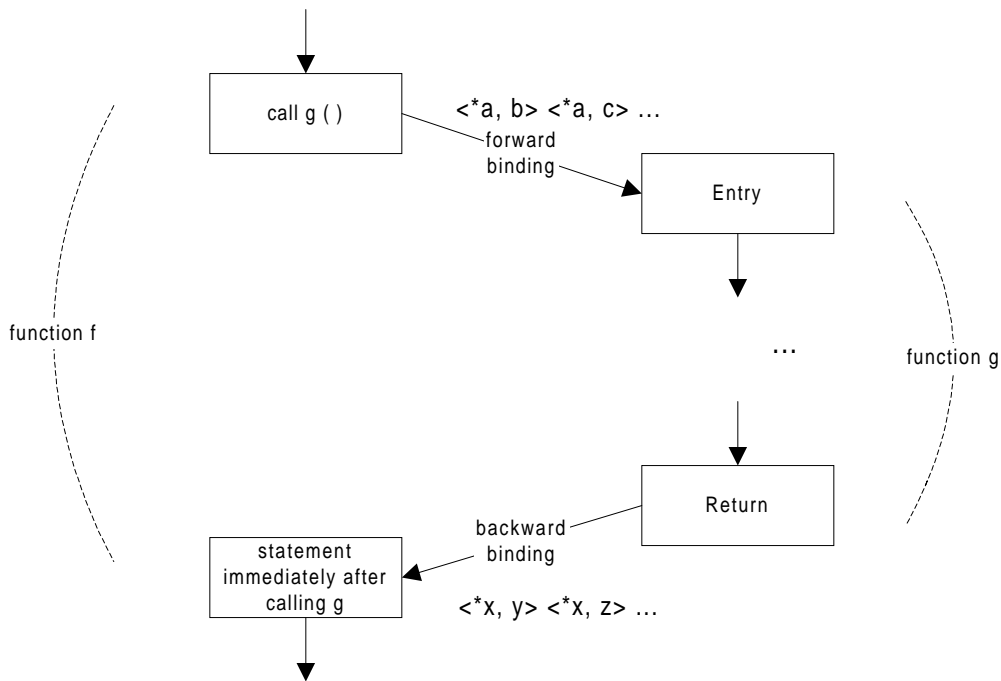 call g ( )
<*a, b> <*a, c> ...
forward
binding
Entry
function f
...
function g
Return
backward
binding
statement
immediately after
calling g
<*x, y> <*x, z> ...